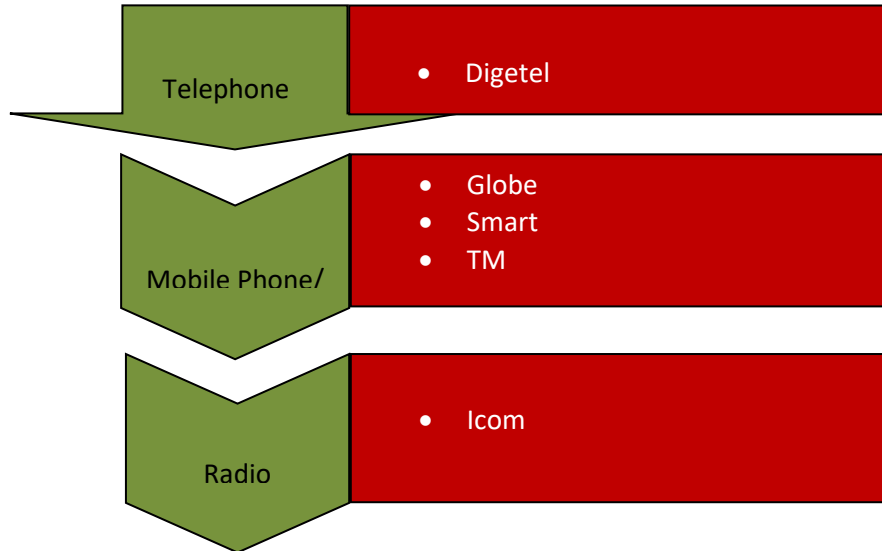 Telephone
• Digetel
Mobile Phone/
• Globe
• Smart
• TM
Radio
• Icom